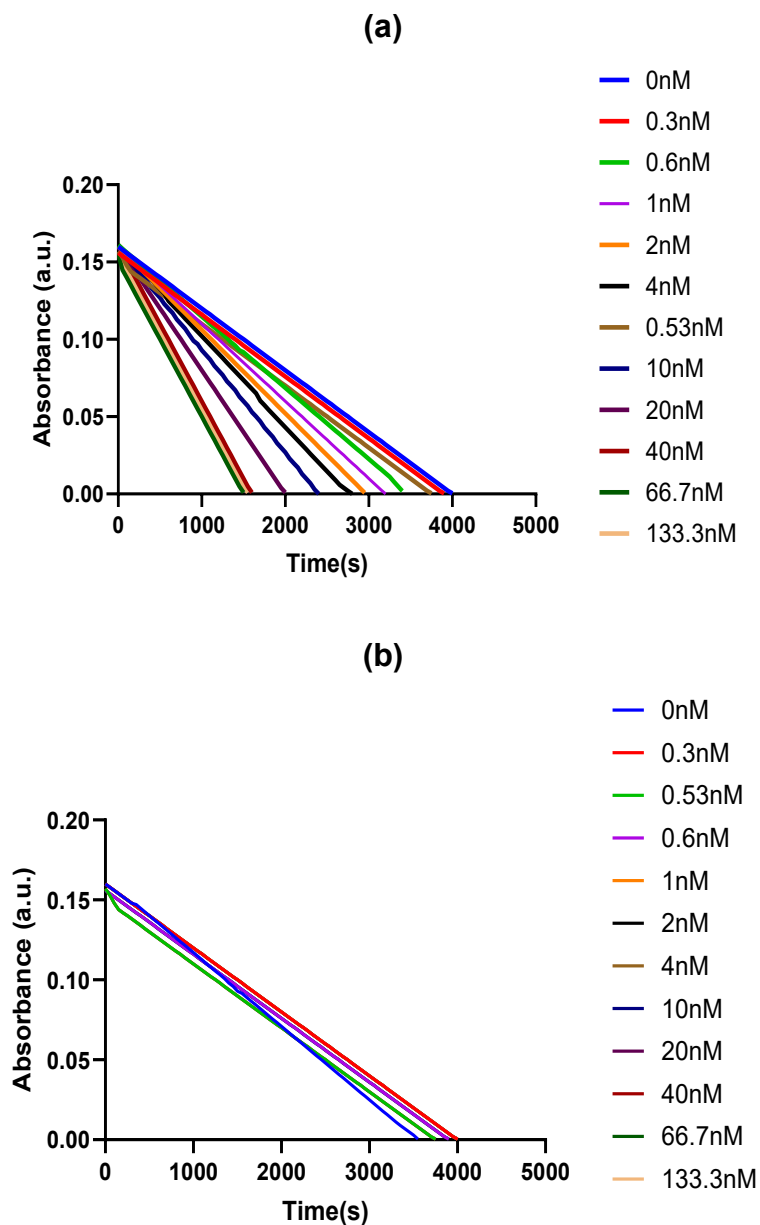 (a)
0nM
0.3nM
0.6nM
1nM
2nM
4nM
0.53nM
10nM
20nM
40nM
66.7nM
133.3nM
0.20
0.15
0.10
0.05
0.00
Absorbance (a.u.)
0 1000 2000 3000 4000 5000
Time(s)
(b)
0nM
0.3nM
0.53nM
0.6nM
1nM
2nM
4nM
10nM
20nM
40nM
66.7nM
133.3nM
0.20
0.15
0.10
0.05
0.00
Absorbance (a.u.)
0 1000 2000 3000 4000 5000
Time(s)